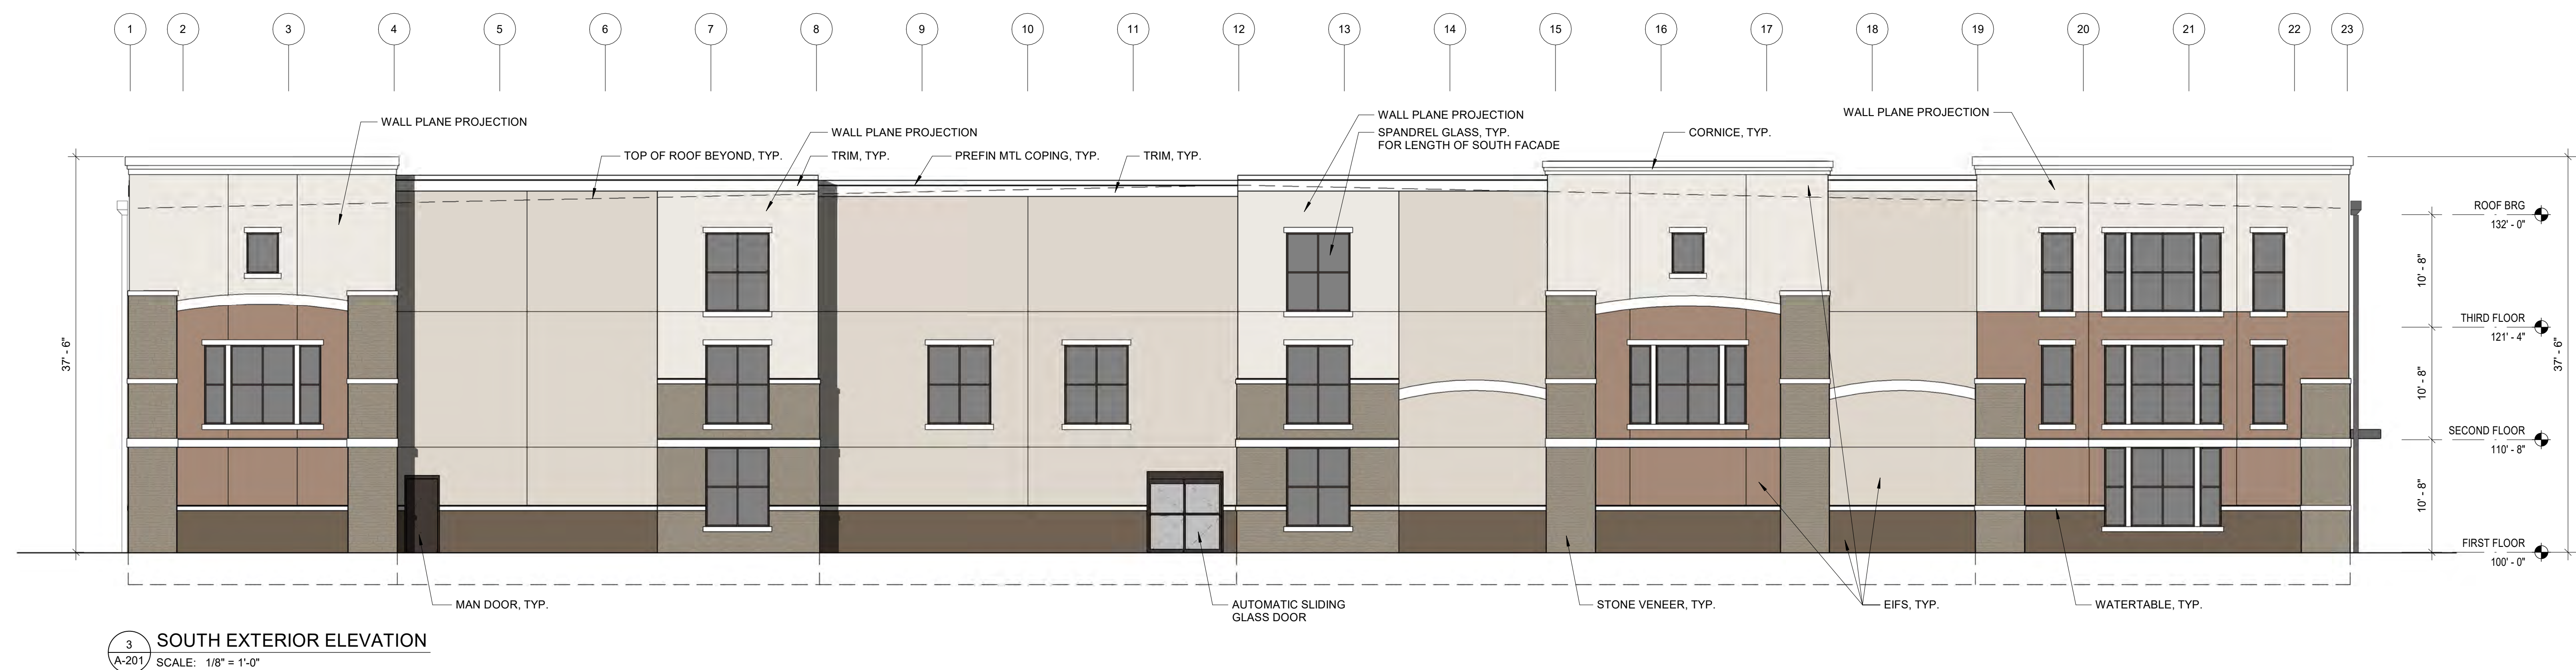 1 2 3 4 5 6 7 8 9 10 11 12 13 14 15 16 17 18 19 20 21 22 23
WALL PLANE PROJECTION
WALL PLANE PROJECTION
WALL PLANE PROJECTION
WALL PLANE PROJECTION
SPANDREL GLASS, TYP.
FOR LENGTH OF SOUTH FACADE
CORNICE, TYP.
TOP OF ROOF BEYOND, TYP.
TRIM, TYP.
PREFIN MTL COPING, TYP.
TRIM, TYP.
37' - 6"
ROOF BRG
132' - 0"
10' - 8"
THIRD FLOOR
121' - 4"
37' - 6"
10' - 8"
SECOND FLOOR
110' - 8"
10' - 8"
FIRST FLOOR
100' - 0"
MAN DOOR, TYP.
AUTOMATIC SLIDING
GLASS DOOR
STONE VENEER, TYP.
EIFS, TYP.
WATERTABLE, TYP.
3
A-201
SOUTH EXTERIOR ELEVATION
SCALE: 1/8" = 1'-0"